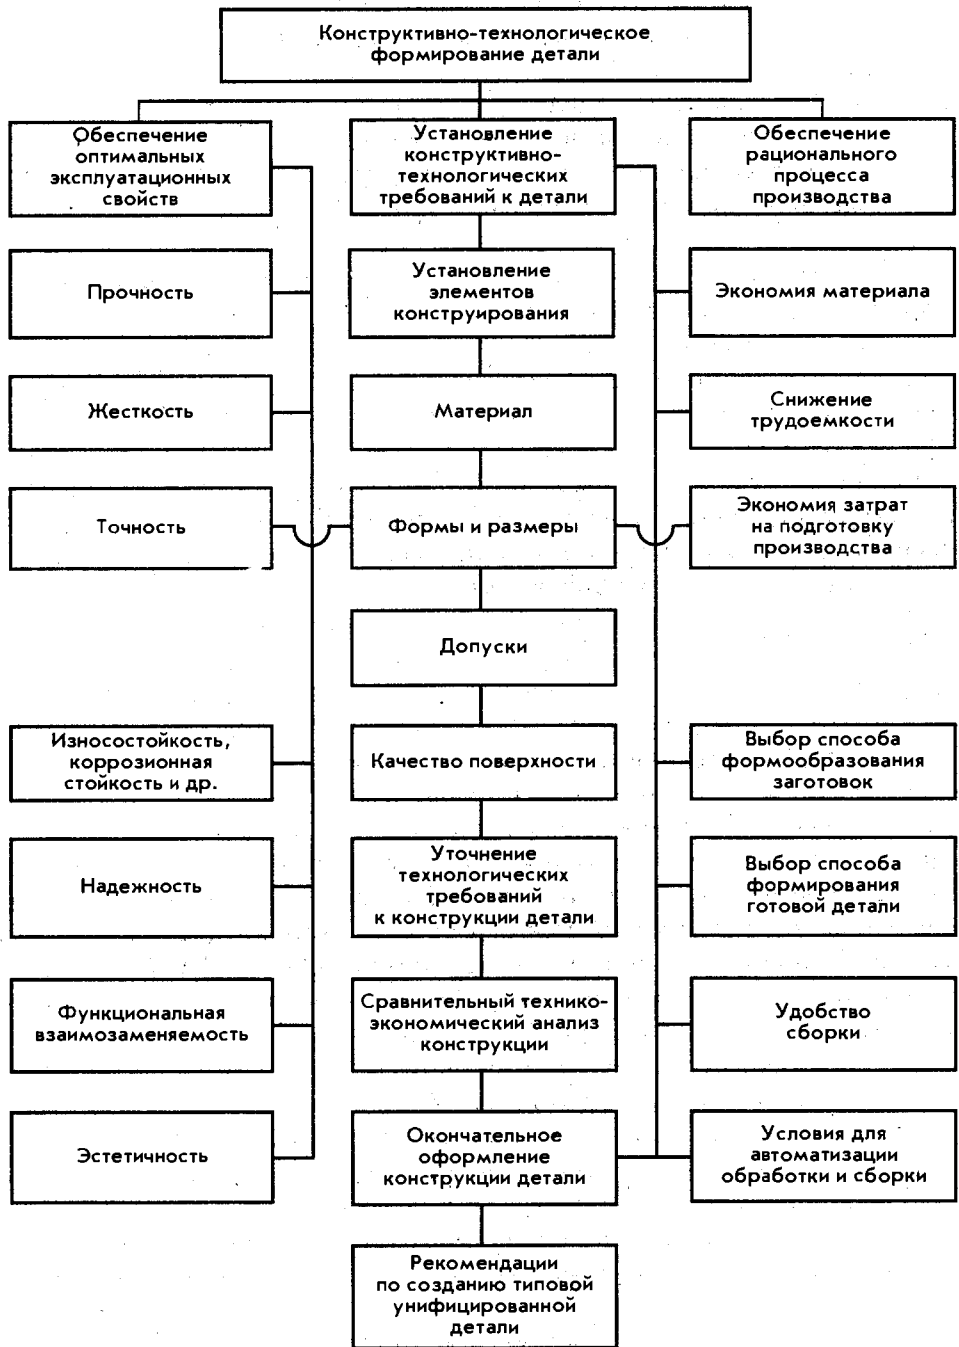 Конструктивно-технологическое
формирование детали
Обеспечение
оптимальных
эксплуатационных
свойств
Установление
конструктивно-
технологических
требований к детали
Обеспечение
рационального
процесса
производства
Прочность
Установление
элементов
конструирования
Экономия материала
Жесткость
Материал
Снижение
трудоемкости
Точность
Формы и размеры
Экономия затрат
на подготовку
производства
Допуски
Износостойкость,
коррозионная
стойкость и др.
Качество поверхности
Выбор способа
формообразования
заготовок
Надежность
Уточнение
технологических
требований
к конструкции детали
Выбор способа
формирования
готовой детали
Функциональная
взаимозаменяемость
Сравнительный технико-
экономический анализ
конструкции
Удобство
сборки
Эстетичность
Окончательное
оформление
конструкции детали
Условия для
автоматизации
обработки и сборки
Рекомендации
по созданию типовой
унифицированной
детали